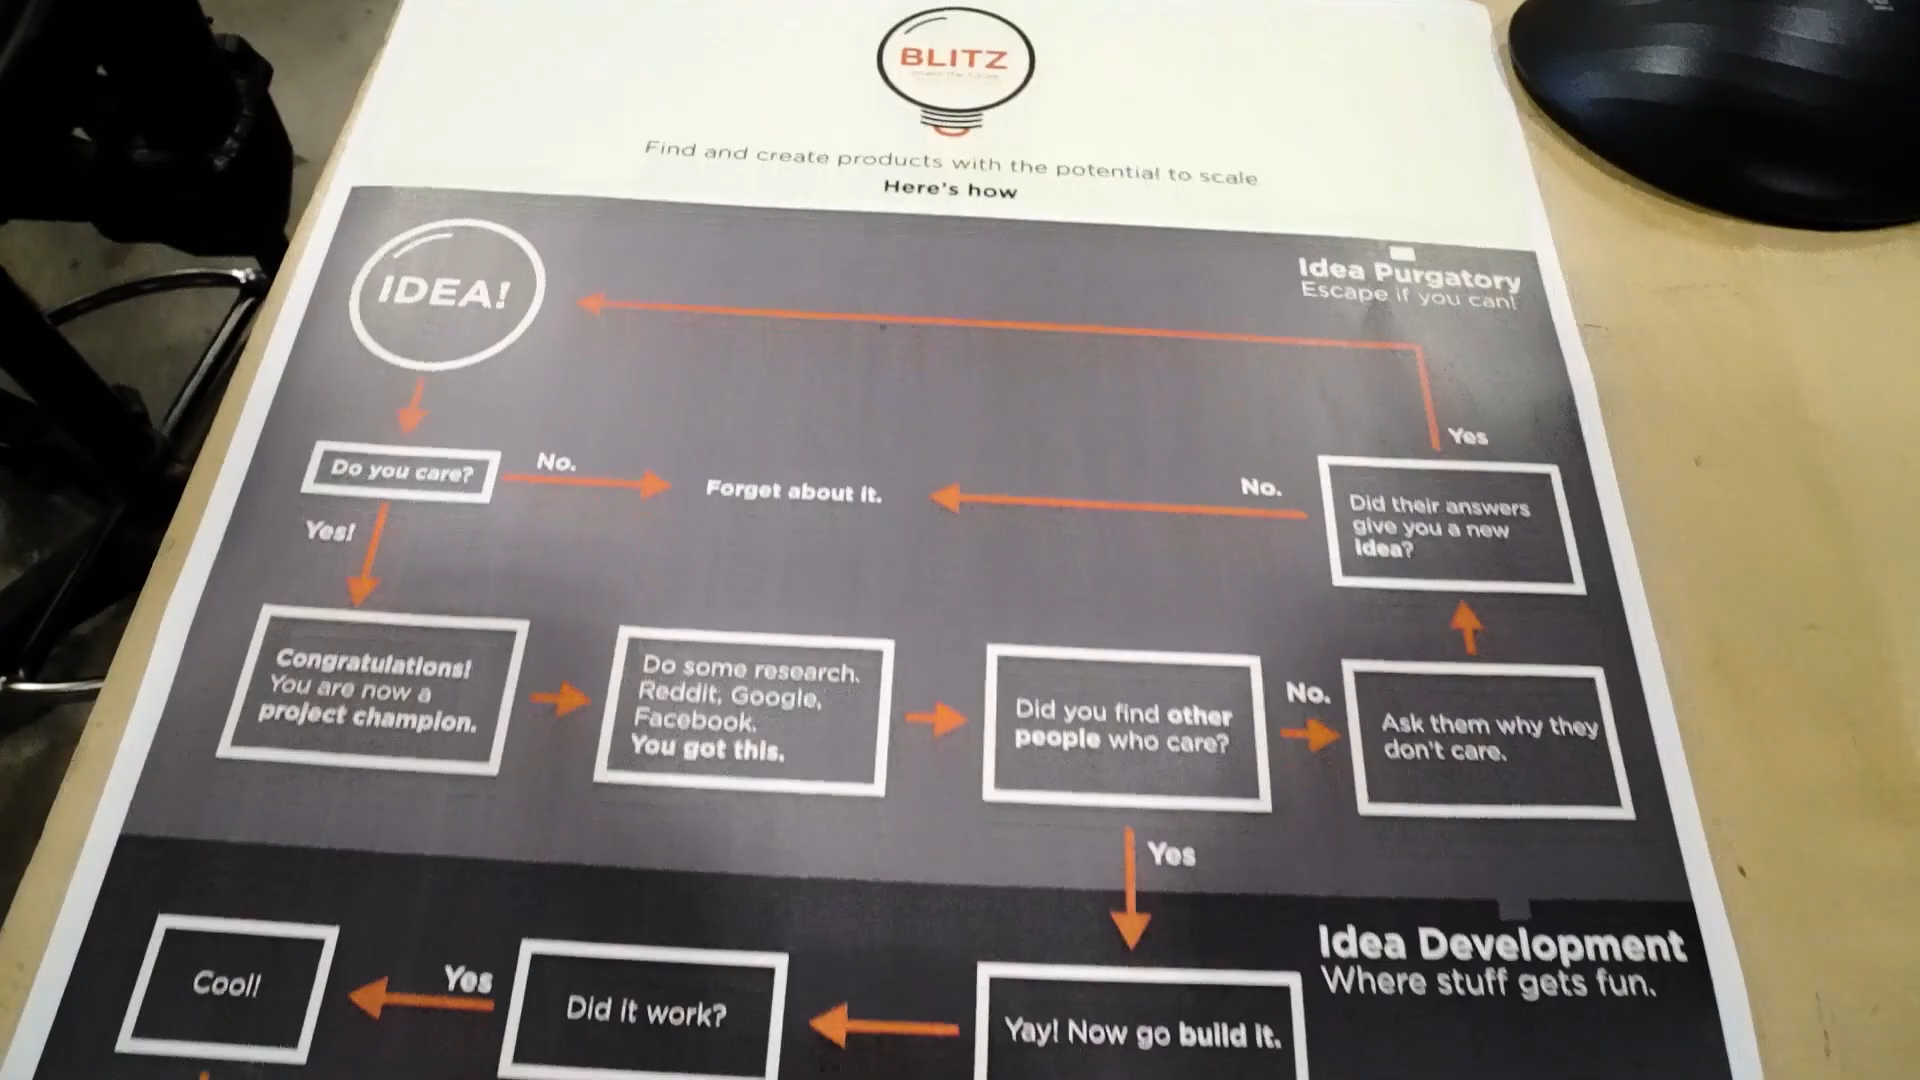 BLITZ
Find and create products with the potential to scale
Here's how
Idea Purgatory
Escape if you can!
IDEA!
Yes
Do you care?
No.
Forget about it.
No.
Did their answers
give you a new
idea?
Yes!
Congratulations!
You are now a
project champion.
Do some research.
Reddit, Google,
Facebook.
You got this.
Did you find other
people who care?
No.
Ask them why they
don't care.
Yes
Idea Development
Where stuff gets fun.
Cool!
Yes
Did it work?
Yay! Now go build it.